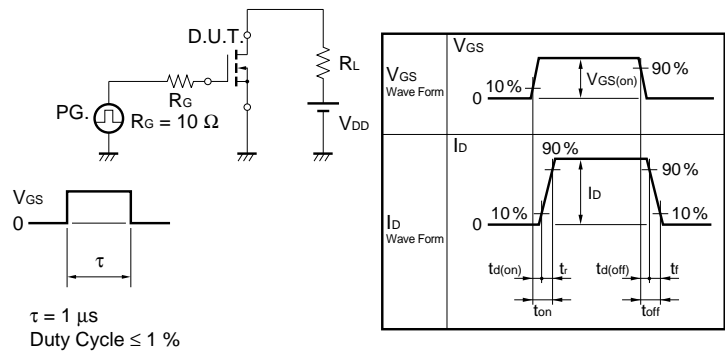 D.U.T.
RL
RG
PG.
RG = 10 Ω
VDD
VGS
0
τ
τ = 1 μs
Duty Cycle ≤ 1 %
VGS
Wave Form
VGS
10 %
0
VGS(on)
90 %
ID
Wave Form
ID
90 %
90 %
ID
10 %
0
10 %
td(on)
tr
td(off)
tf
ton
toff